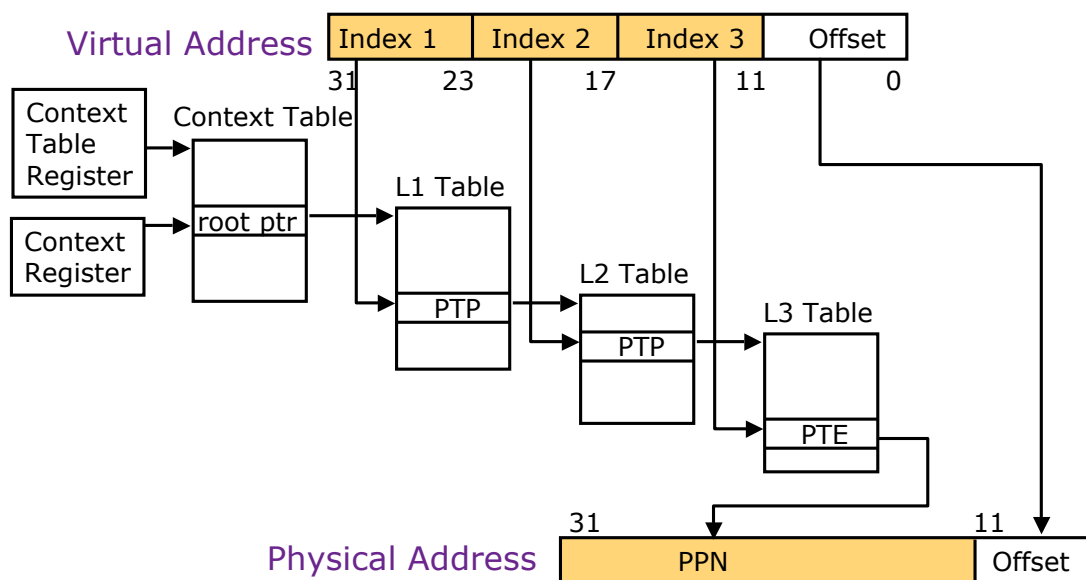 Virtual Address
Index 1 Index 2 Index 3 Offset
31 23 17 11 0
Context
Table
Register
Context Table
root ptr
Context
Register
L1 Table
PTP
L2 Table
PTP
L3 Table
PTE
31 11
Physical Address
PPN Offset